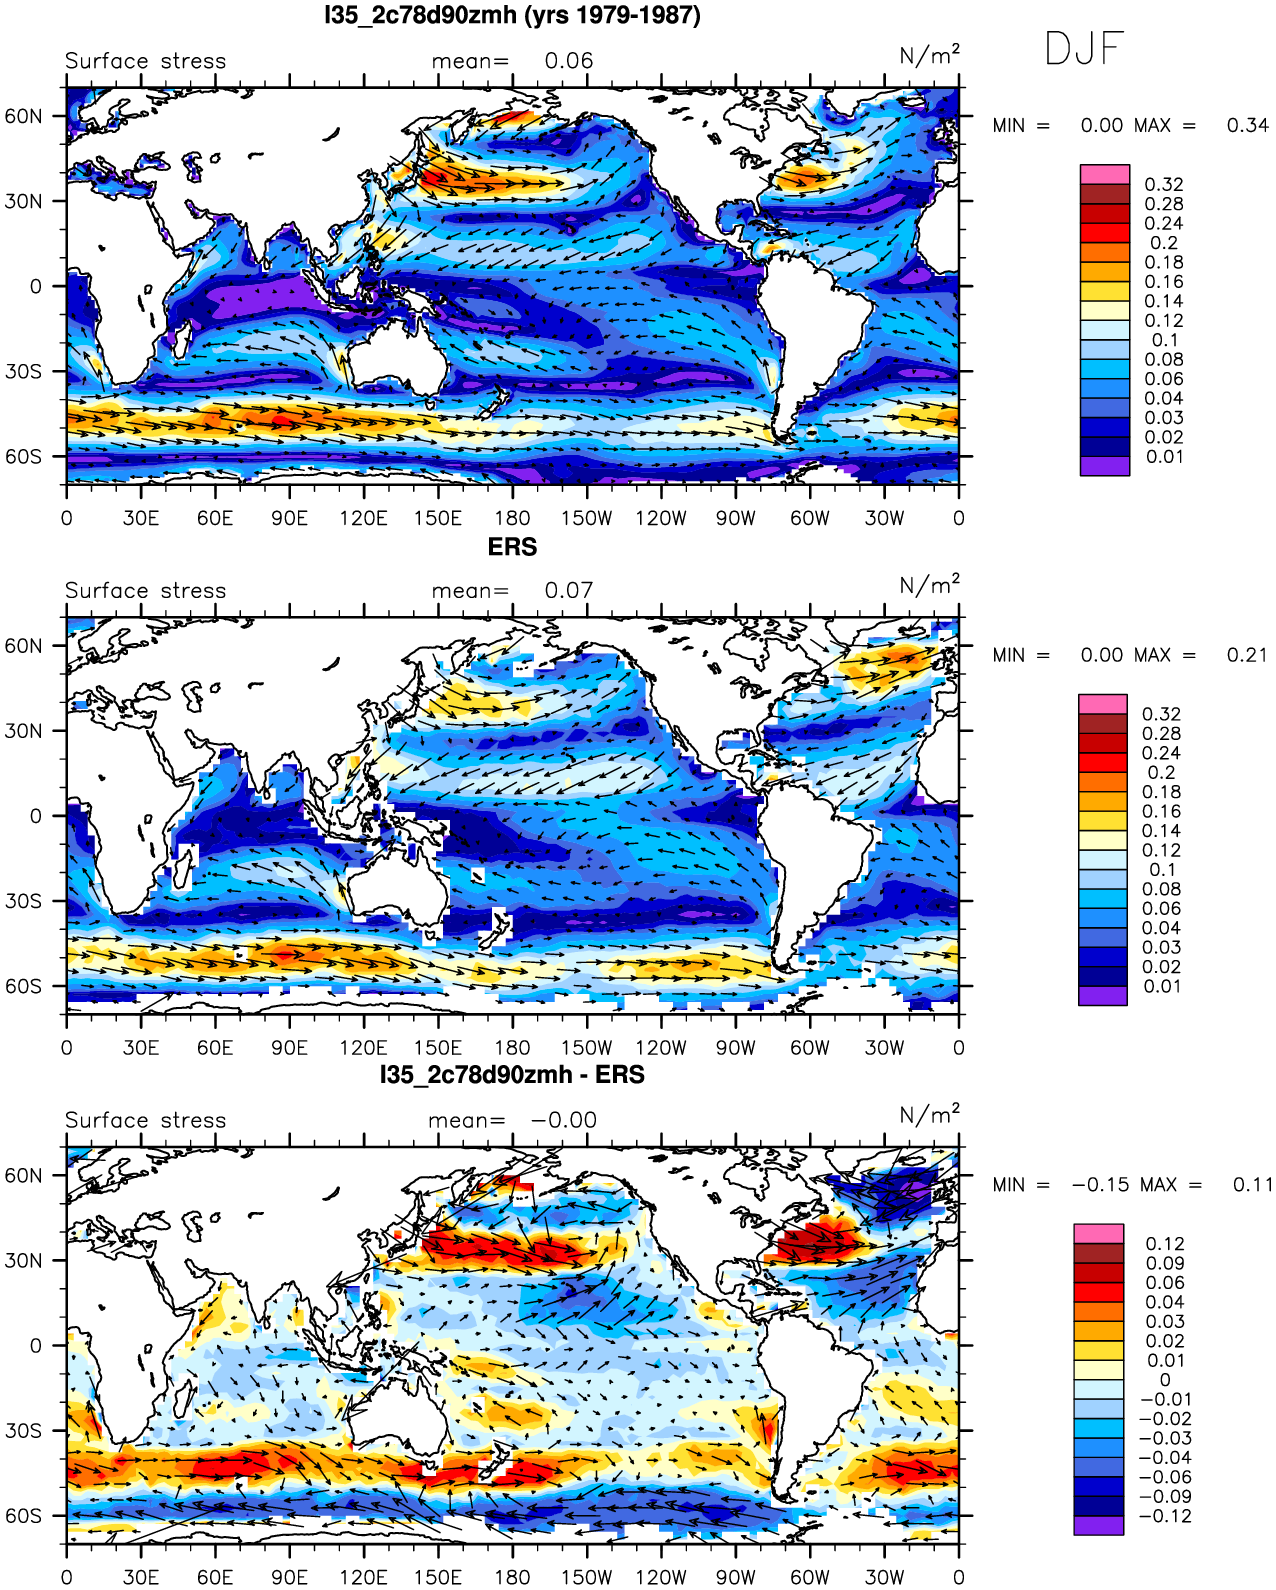 I35_2c78d90zmh (yrs 1979-1987)
Surface stress mean= 0.06 N/m²
DJF
MIN = 0.00 MAX = 0.34
60N
30N
0
30S
60S
0 30E 60E 90E 120E 150E 180 150W 120W 90W 60W 30W 0
0.32
0.28
0.24
0.2
0.18
0.16
0.14
0.12
0.1
0.08
0.06
0.04
0.03
0.02
0.01
ERS
Surface stress mean= 0.07 N/m²
MIN = 0.00 MAX = 0.21
60N
30N
0
30S
60S
0 30E 60E 90E 120E 150E 180 150W 120W 90W 60W 30W 0
0.32
0.28
0.24
0.2
0.18
0.16
0.14
0.12
0.1
0.08
0.06
0.04
0.03
0.02
0.01
I35_2c78d90zmh - ERS
Surface stress mean= −0.00 N/m²
MIN = −0.15 MAX = 0.11
60N
30N
0
30S
60S
0 30E 60E 90E 120E 150E 180 150W 120W 90W 60W 30W 0
0.12
0.09
0.06
0.04
0.03
0.02
0.01
0
−0.01
−0.02
−0.03
−0.04
−0.06
−0.09
−0.12